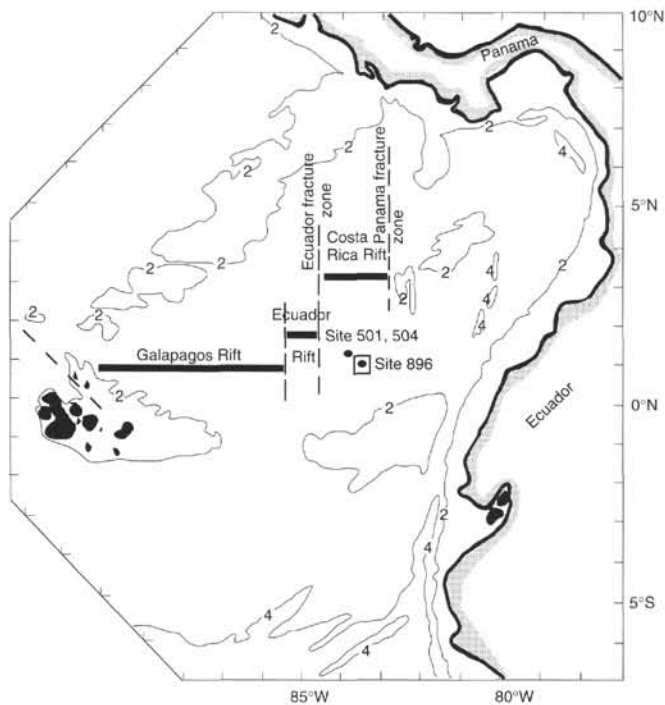 10°N
Panama
2
2
4
2
Ecuador fracture
zone
Panama fracture
zone
5°N
Costa
Rica Rift
2
2
2
4
2
2
4
2
4
Ecuador
Rift
Site 501, 504
Galapagos Rift
Site 896
2
0°N
Ecuador
2
2
4
4
4
5°S
85°W
80°W